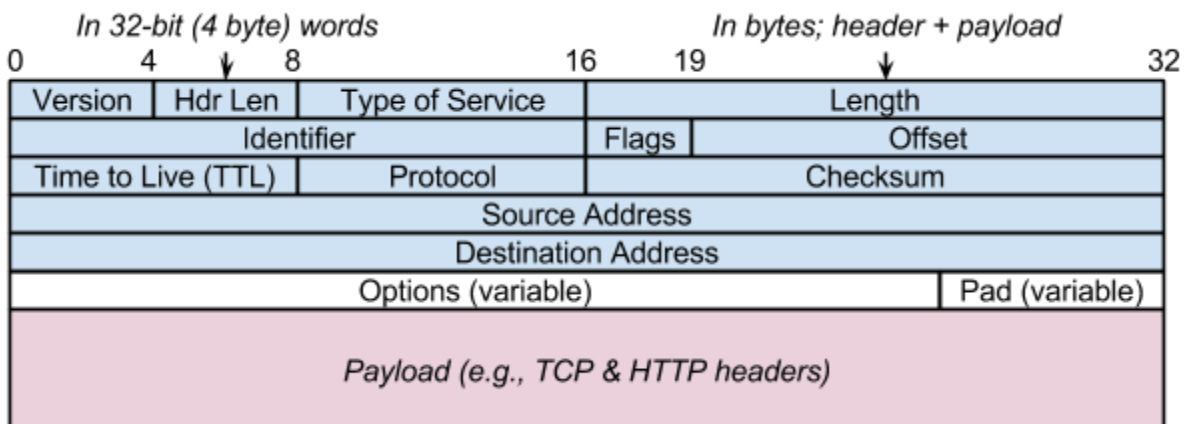 In 32-bit (4 byte) words In bytes; header + payload
0 4 8 16 19 32
Version Hdr Len Type of Service Length
Identifier Flags Offset
Time to Live (TTL) Protocol Checksum
Source Address
Destination Address
Options (variable) Pad (variable)
Payload (e.g., TCP & HTTP headers)